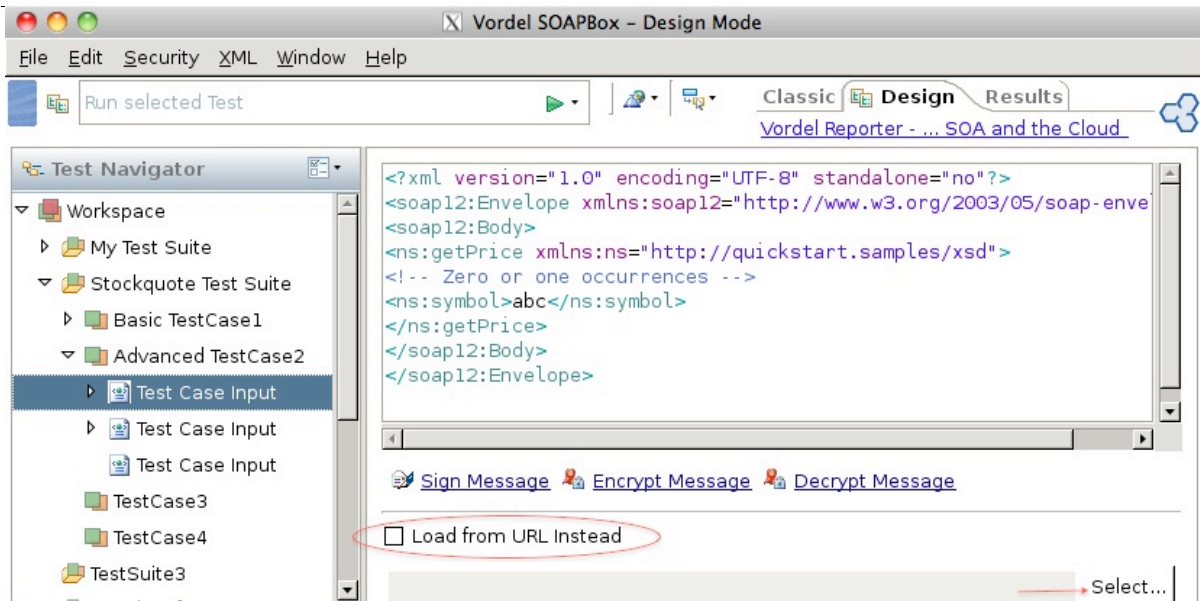 Vordel SOAPBox – Design Mode
File Edit Security XML Window Help
Run selected Test
Classic Design Results
Vordel Reporter - ... SOA and the Cloud
Test Navigator
Workspace
My Test Suite
Stockquote Test Suite
Basic TestCase1
Advanced TestCase2
Test Case Input
Test Case Input
Test Case Input
TestCase3
TestCase4
TestSuite3
<?xml version="1.0" encoding="UTF-8" standalone="no"?>
<soap12:Envelope xmlns:soap12="http://www.w3.org/2003/05/soap-enve
<soap12:Body>
<ns:getPrice xmlns:ns="http://quickstart.samples/xsd">
<!-- Zero or one occurrences -->
<ns:symbol>abc</ns:symbol>
</ns:getPrice>
</soap12:Body>
</soap12:Envelope>
Sign Message Encrypt Message Decrypt Message
Load from URL Instead
Select...